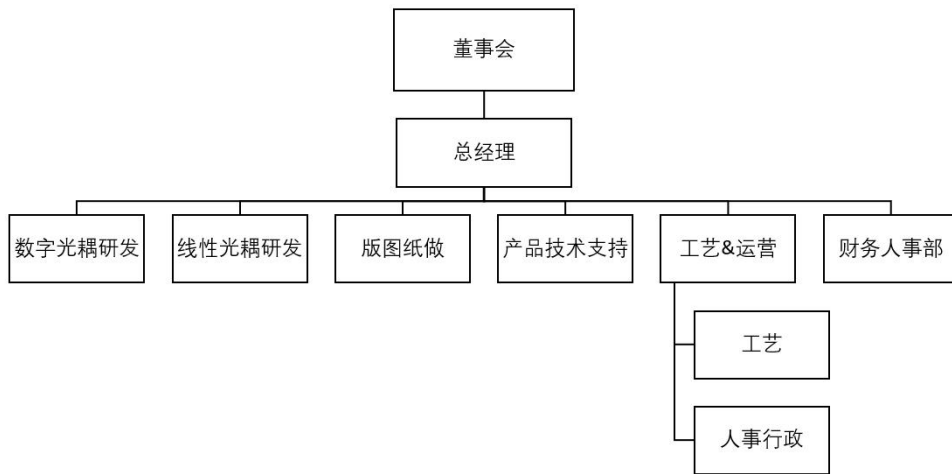 董事会
总经理
数字光耦研发
线性光耦研发
版图纸做
产品技术支持
工艺&运营
财务人事部
工艺
人事行政